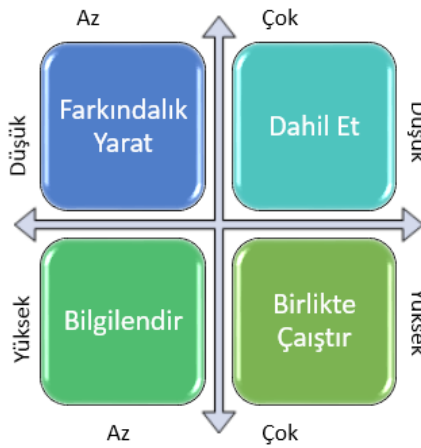 Az
Çok
Düşük
Farkındalık
Yarat
Dahil Et
Düşük
Yüksek
Bilgilendir
Birlikte
Çaıştır
Yüksek
Az
Çok